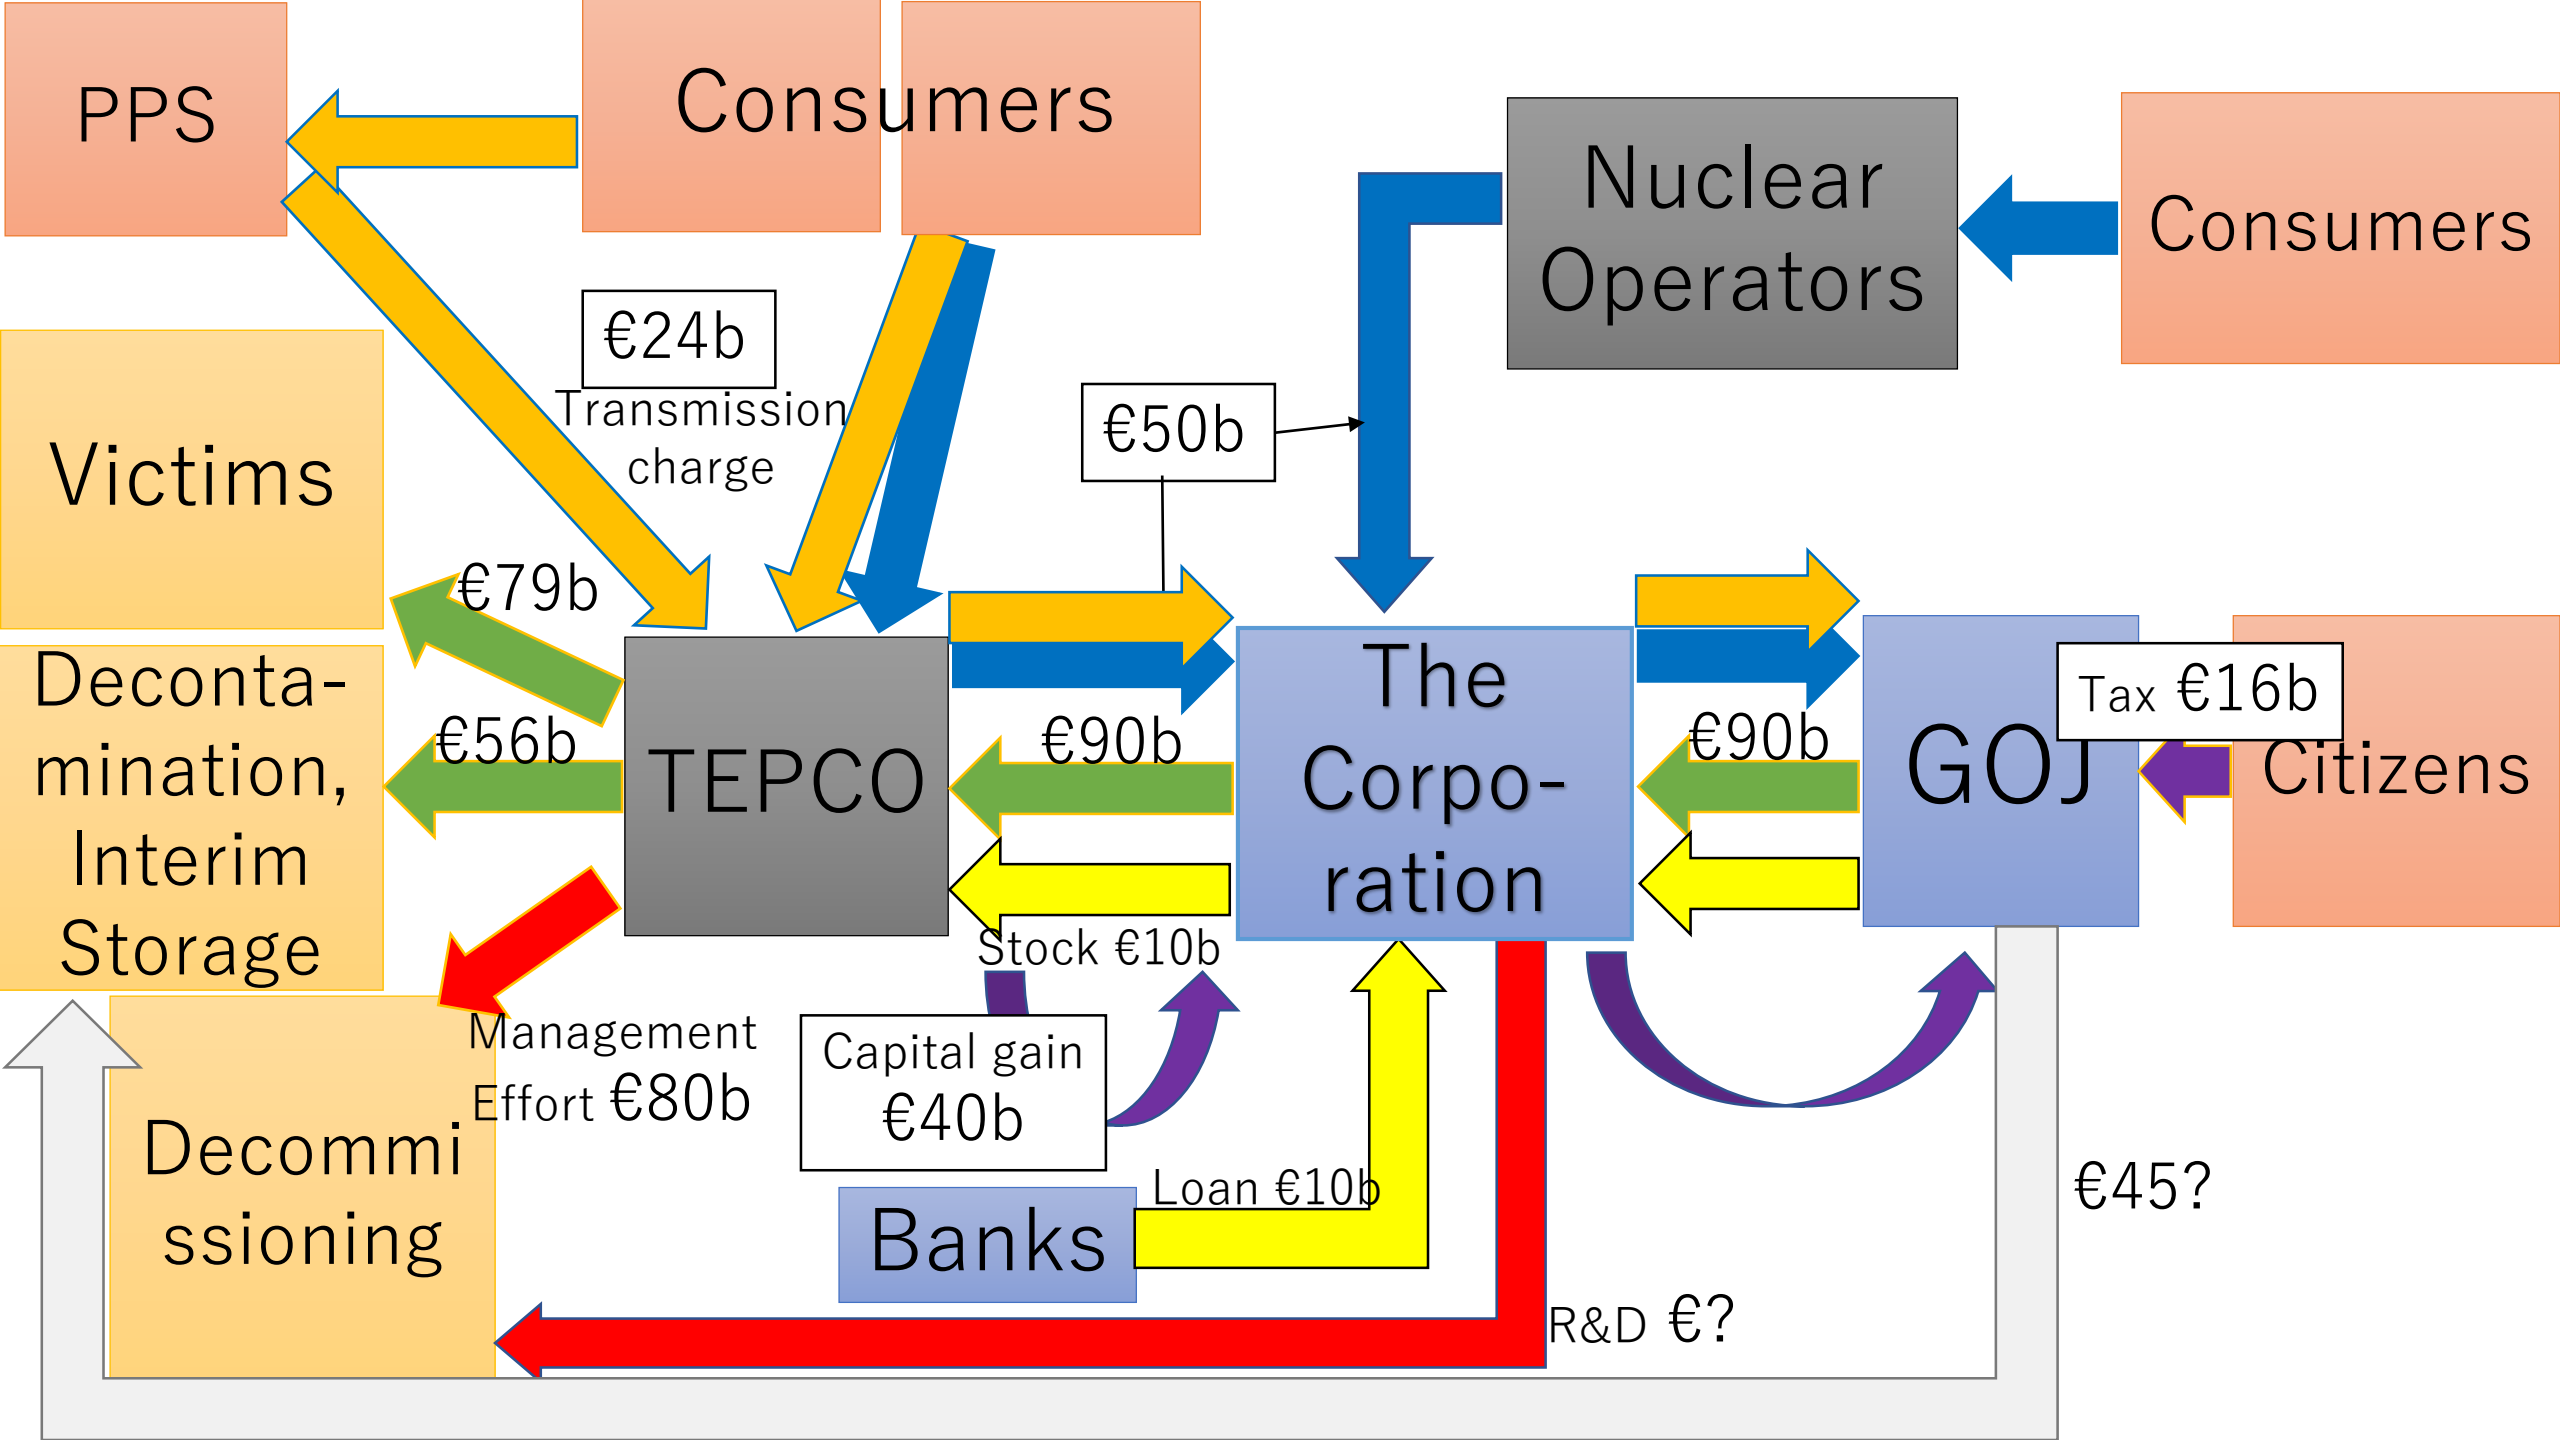 PPS
Consumers
Nuclear
Operators
Consumers
€24b
Transmission
charge
€50b
Victims
€79b
Deconta-
mination,
Interim
Storage
€56b
TEPCO
€90b
The
Corpo-
ration
€90b
GOJ
Tax €16b
Citizens
Stock €10b
Management
Effort €80b
Capital gain
€40b
Decommi
ssioning
Loan €10b
Banks
€45?
R&D €?